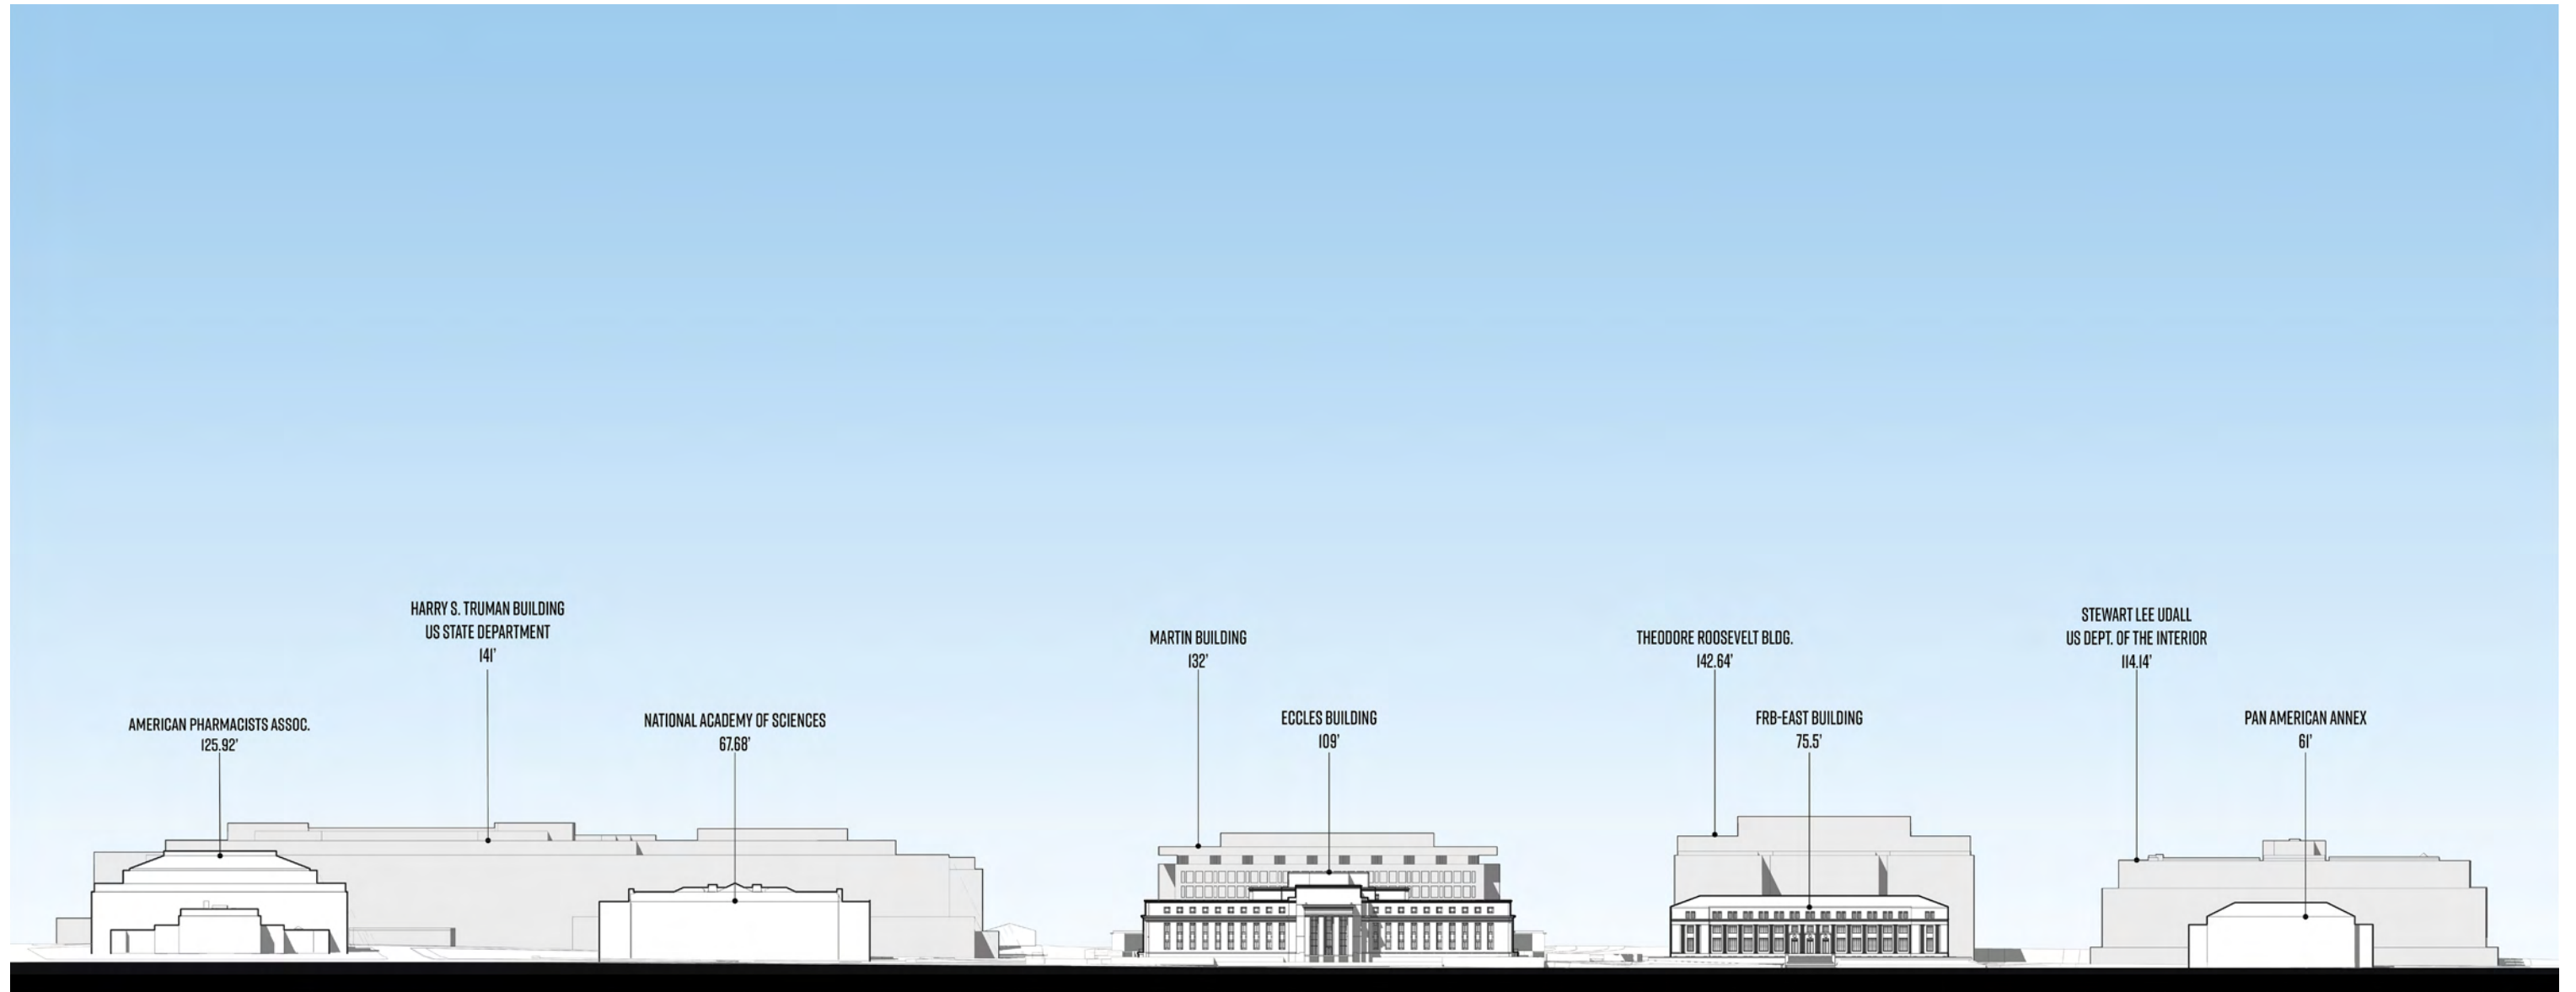 HARRY S. TRUMAN BUILDING
US STATE DEPARTMENT
141'
AMERICAN PHARMACISTS ASSOC.
125.92'
NATIONAL ACADEMY OF SCIENCES
67.68'
MARTIN BUILDING
132'
ECCLES BUILDING
109'
THEODORE ROOSEVELT BLDG.
142.64'
FRB-EAST BUILDING
75.5'
STEWART LEE UDALL
US DEPT. OF THE INTERIOR
114.14'
PAN AMERICAN ANNEX
61'